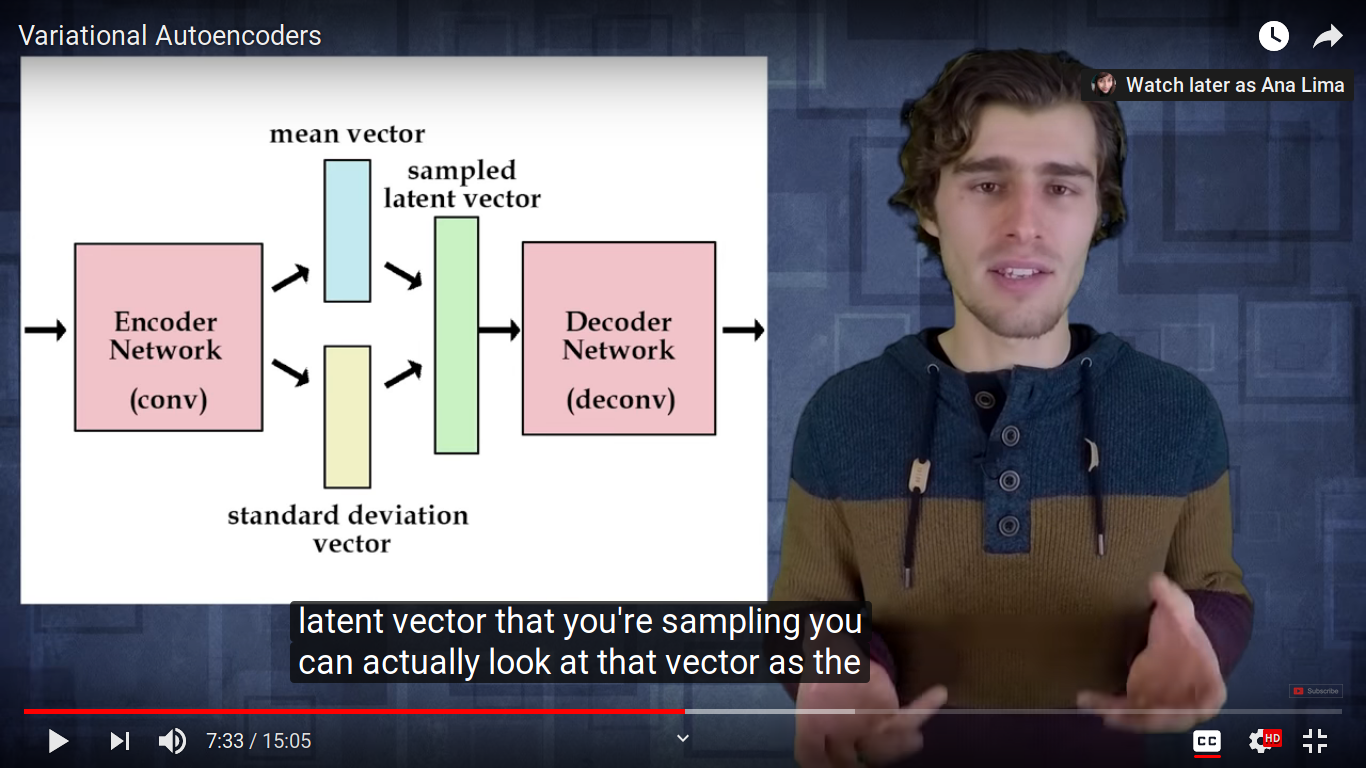 Variational Autoencoders
Watch later as Ana Lima
mean vector
sampled
latent vector
Encoder
Network
(conv)
Decoder
Network
(deconv)
standard deviation
vector
latent vector that you're sampling you
can actually look at that vector as the
Subscribe
7:33 / 15:05
CC
HD